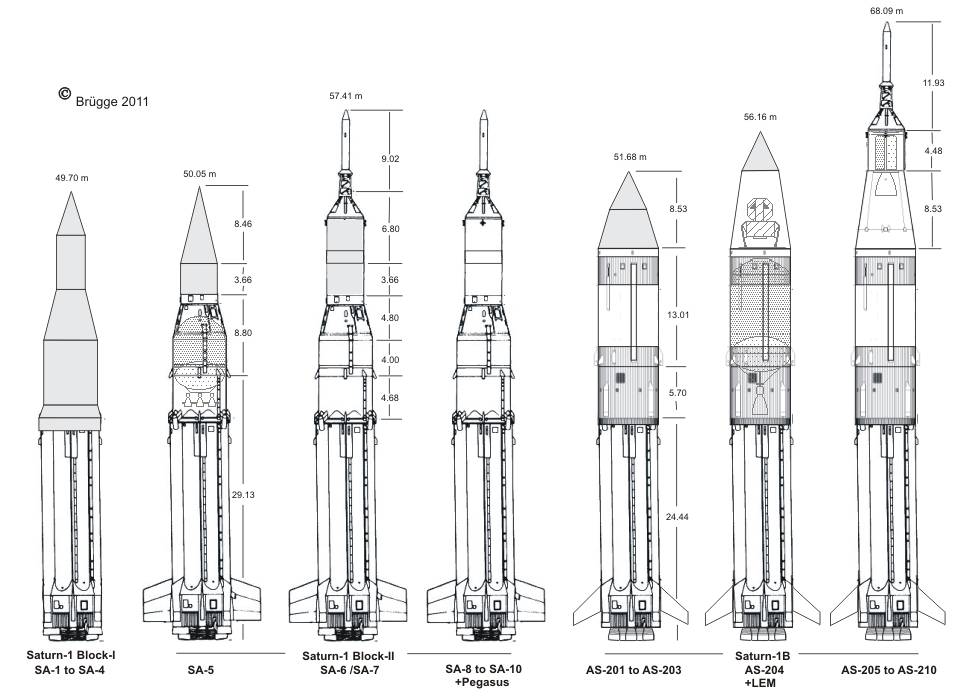 68.09 m
11.93
© Brügge 2011
57.41 m
56.16 m
4.48
9.02
51.68 m
49.70 m
50.05 m
8.46
6.80
8.53
8.53
3.66
3.66
8.80
4.80
13.01
4.00
4.68
5.70
29.13
24.44
Saturn-1 Block-I
SA-1 to SA-4
SA-5
Saturn-1 Block-II
SA-6 /SA-7
SA-8 to SA-10
+Pegasus
AS-201 to AS-203
Saturn-1B
AS-204
+LEM
AS-205 to AS-210